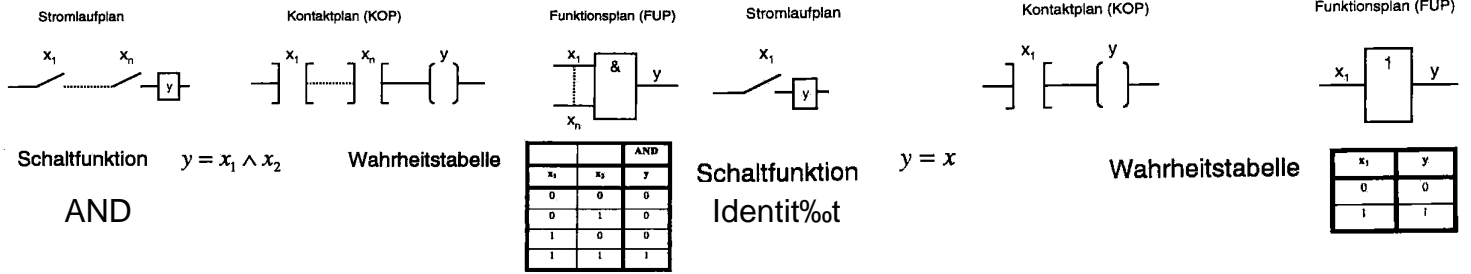 Stromlaufplan
Kontaktplan (KOP)
Funktionsplan (FUP)
x₁ xₙ y
x₁ xₙ y
x₁ & y
xₙ
Schaltfunktion y = x₁ ∧ x₂
Wahrheitstabelle
AND
x₁ x₂ y
0 0 0
0 1 0
1 0 0
1 1 1
AND
Stromlaufplan
Kontaktplan (KOP)
Funktionsplan (FUP)
x₁ y
x₁ y
x₁ 1 y
Schaltfunktion y = x
Wahrheitstabelle
x₁ y
0 0
1 1
Identit‰t